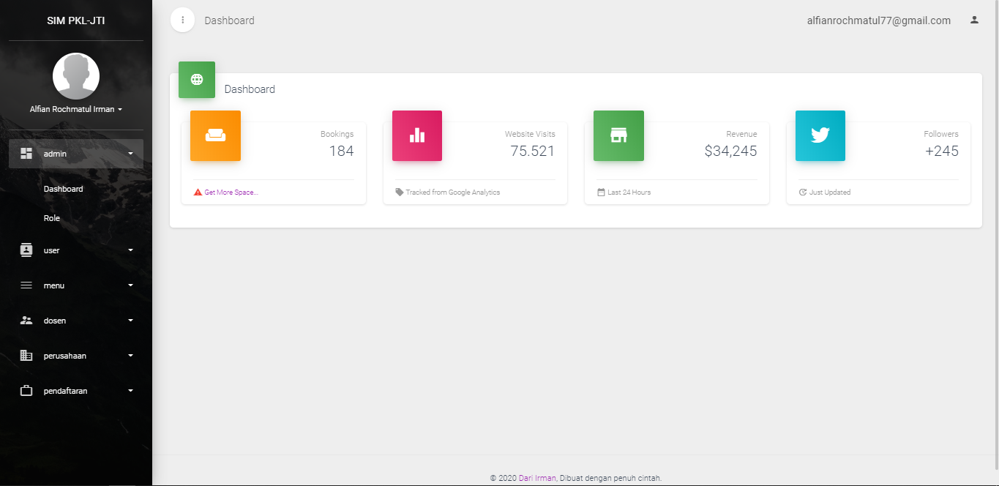 SIM PKL-JTI
Alfian Rochmatul Irman
admin
Dashboard
Role
user
menu
dosen
perusahaan
pendaftaran
Dashboard
alfianrochmatul77@gmail.com
Dashboard
Bookings
184
Get More Space...
Website Visits
75.521
Tracked from Google Analytics
Revenue
$34,245
Last 24 Hours
Followers
+245
Just Updated
© 2020 Dari Irman, Dibuat dengan penuh cintah.